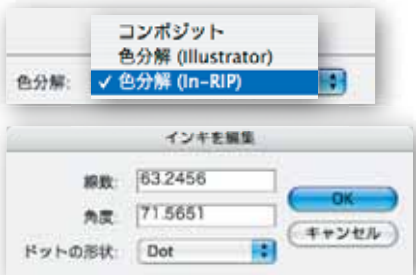 コンポジット
色分解 (Illustrator)
色分解: ✓ 色分解 (In-RIP)
インキを編集
線数: 63.2456
OK
角度: 71.5651
キャンセル
ドットの形状: Dot